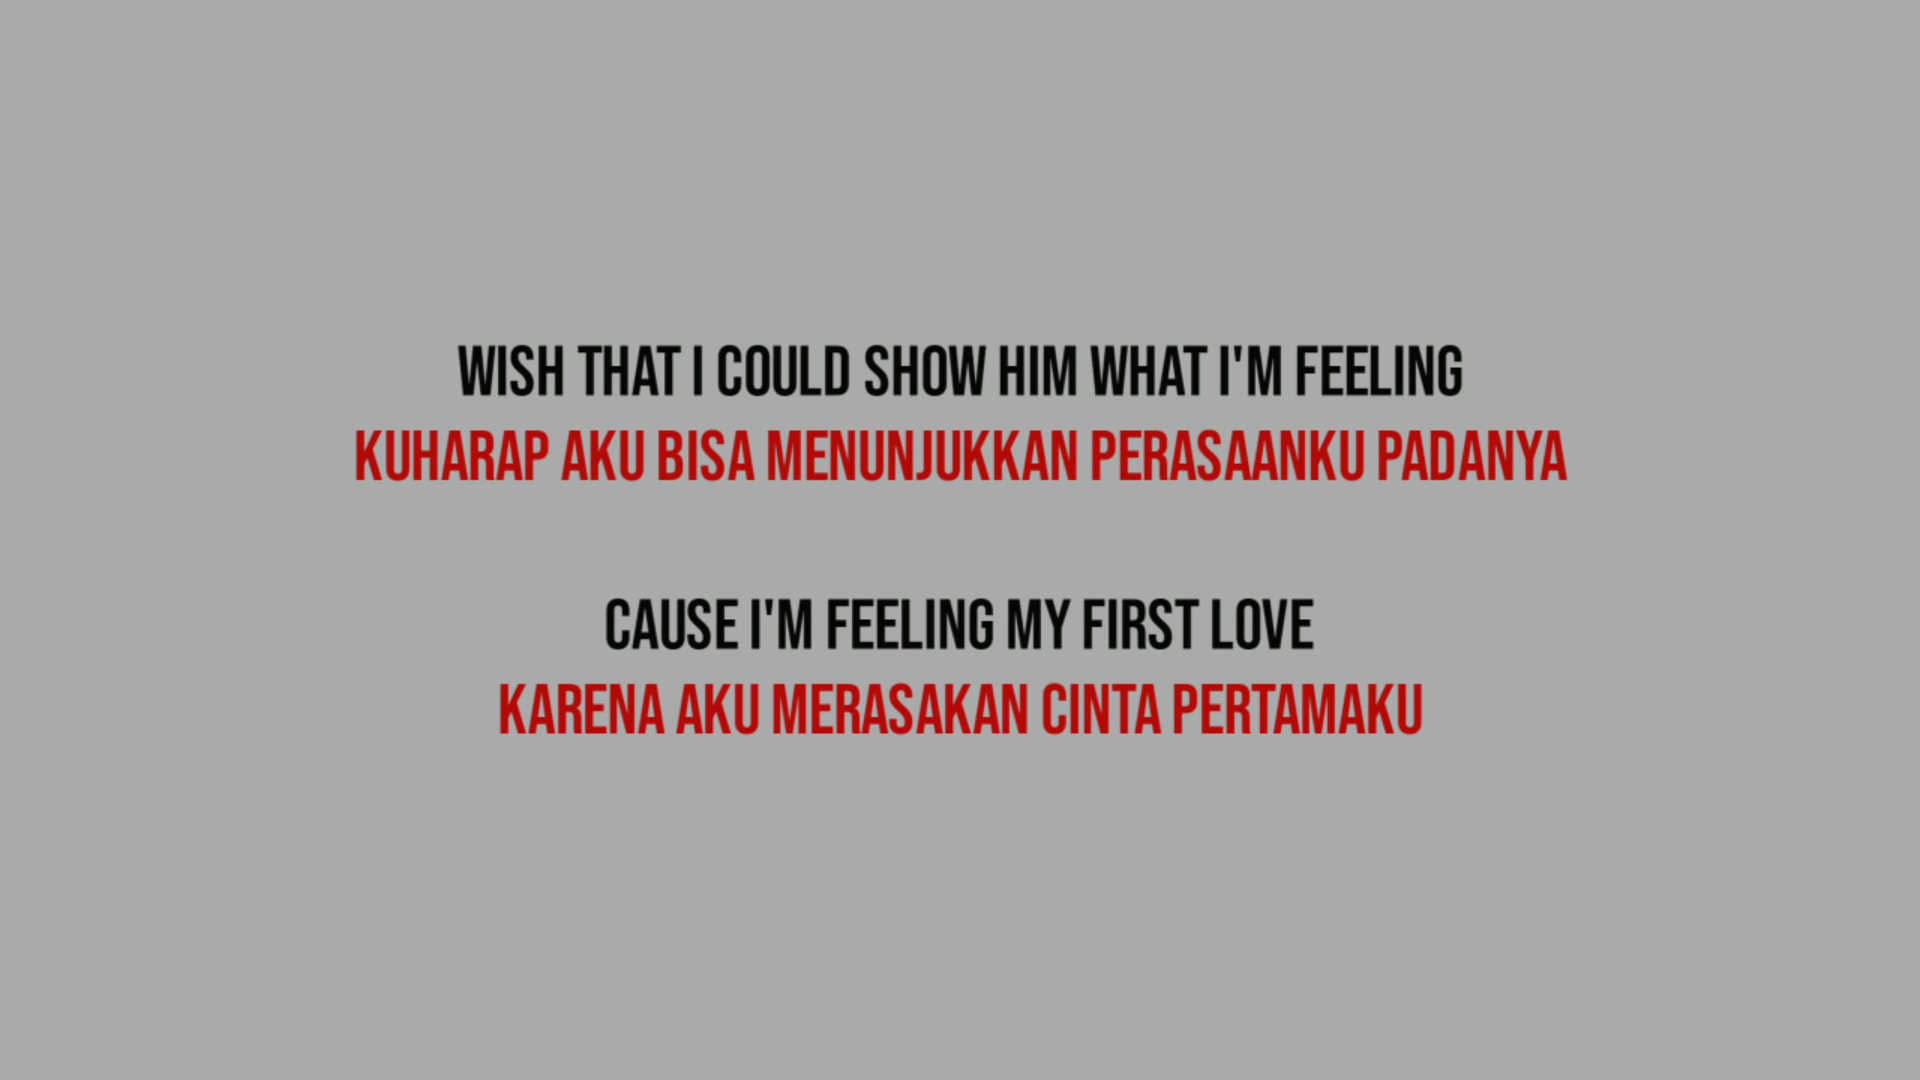 WISH THAT I COULD SHOW HIM WHAT I'M FEELING
KUHARAP AKU BISA MENUNJUKKAN PERASAANKU PADANYA
CAUSE I'M FEELING MY FIRST LOVE
KARENA AKU MERASAKAN CINTA PERTAMAKU